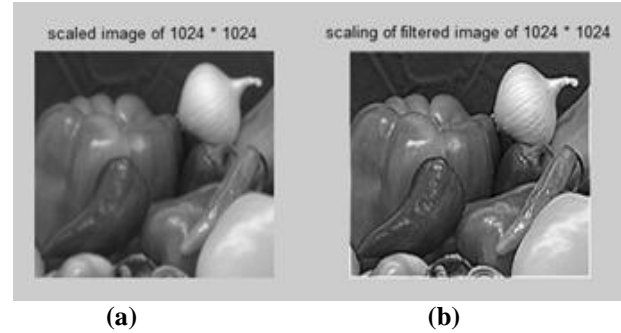 scaled image of 1024 * 1024
scaling of filtered image of 1024 * 1024
(a)
(b)